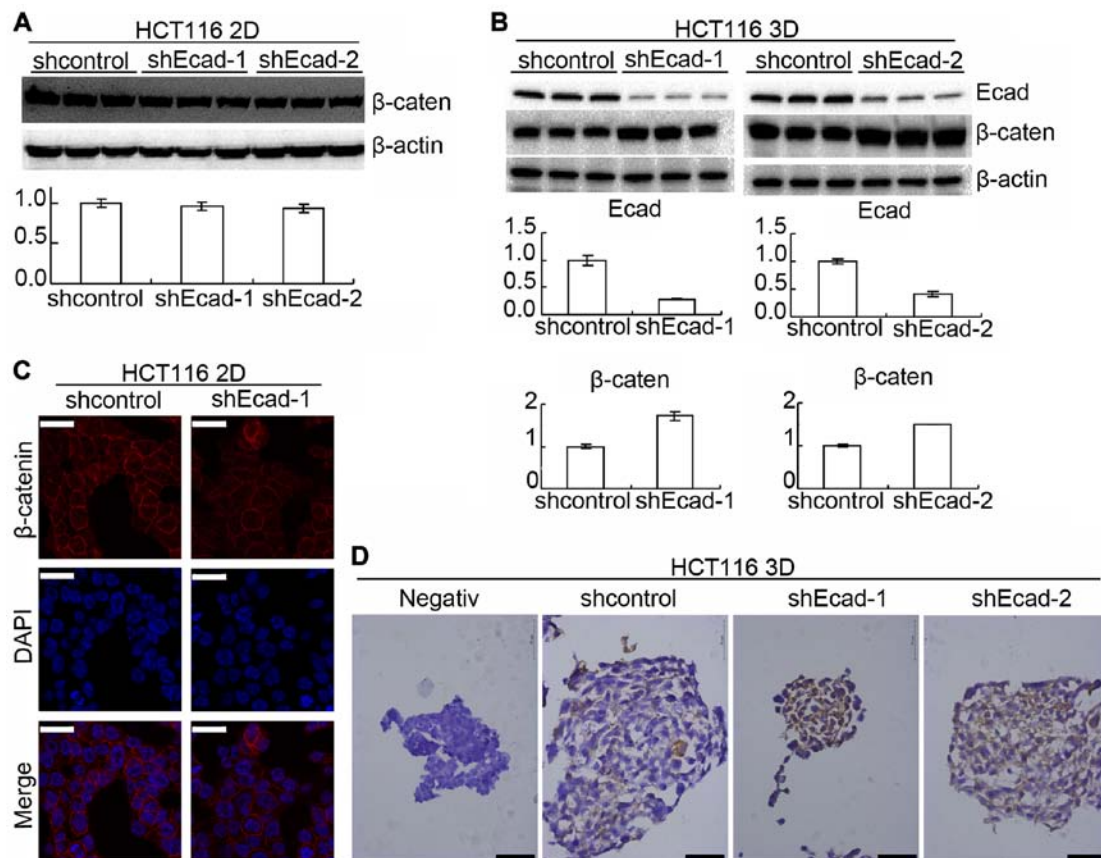 A
HCT116 2D
shcontrol shEcad-1 shEcad-2
β-caten
β-actin
1.0
0.5
0.0
shcontrol shEcad-1 shEcad-2
B
HCT116 3D
shcontrol shEcad-1 shcontrol shEcad-2
Ecad
β-caten
β-actin
Ecad
1.5
1.0
0.5
0.0
shcontrol shEcad-1
Ecad
1.5
1.0
0.5
0.0
shcontrol shEcad-2
β-caten
2
1
0
shcontrol shEcad-1
β-caten
2
1
0
shcontrol shEcad-2
C
HCT116 2D
shcontrol shEcad-1
β-catenin
DAPI
Merge
D
HCT116 3D
Negativ shcontrol shEcad-1 shEcad-2